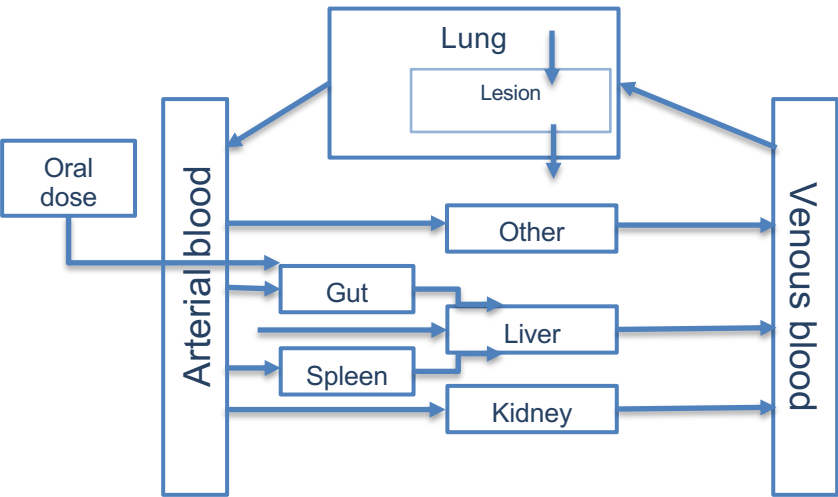 Lung
Lesion
Oral
dose
Arterial blood
Other
Gut
Liver
Spleen
Kidney
Venous blood